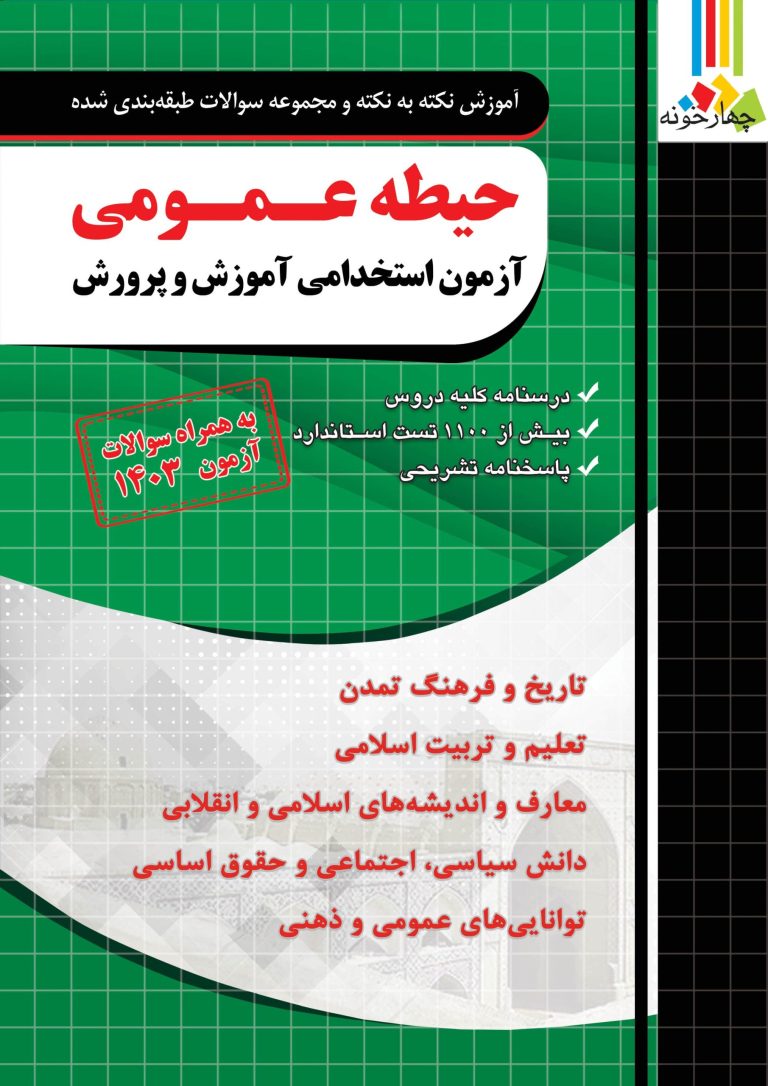 چهارخونه
آموزش نکته به نکته و مجموعه سوالات طبقه‌بندی شده
حیطه عمومی
آزمون استخدامی آموزش و پرورش
درسنامه کلیه دروس
بیش از ۱۱۰۰ تست استاندارد
پاسخنامه تشریحی
به همراه سوالات
آزمون ۱۴۰۳
تاریخ و فرهنگ تمدن
تعلیم و تربیت اسلامی
معارف و اندیشه‌های اسلامی و انقلابی
دانش سیاسی، اجتماعی و حقوق اساسی
توانایی‌های عمومی و ذهنی